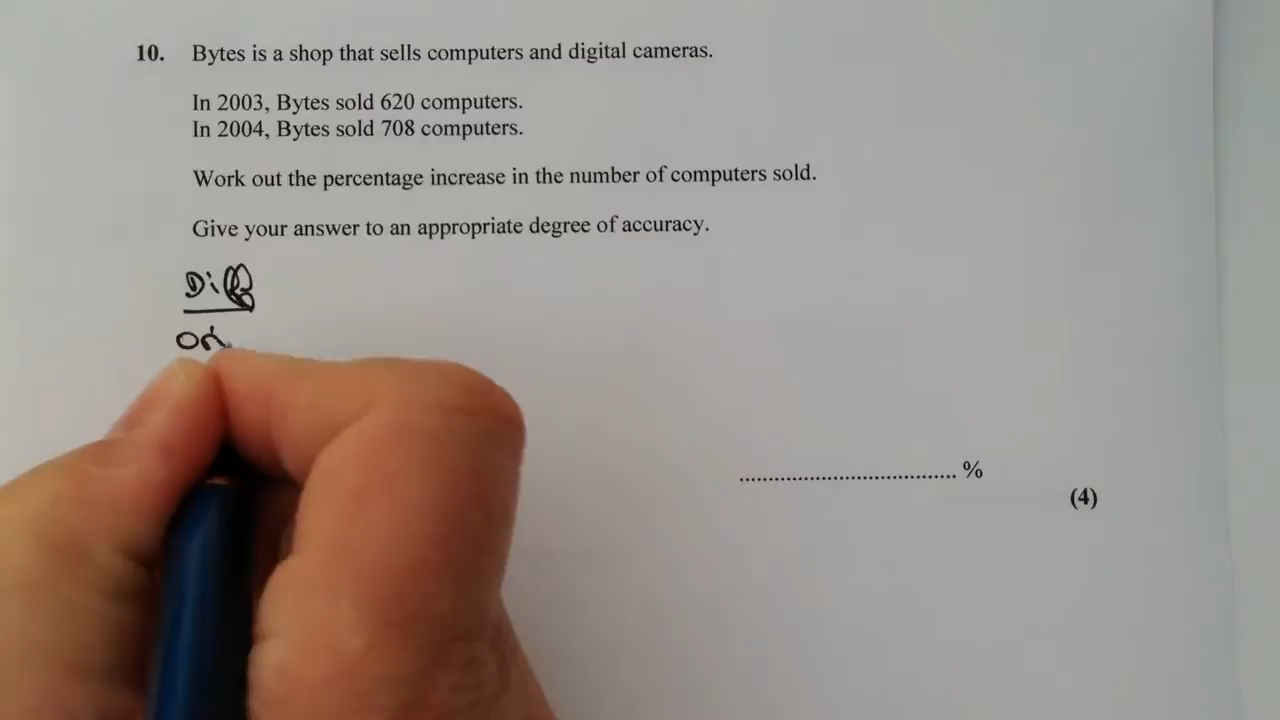 10. Bytes is a shop that sells computers and digital cameras.
In 2003, Bytes sold 620 computers.
In 2004, Bytes sold 708 computers.
Work out the percentage increase in the number of computers sold.
Give your answer to an appropriate degree of accuracy.
Diff
Ori
.................................... %
(4)